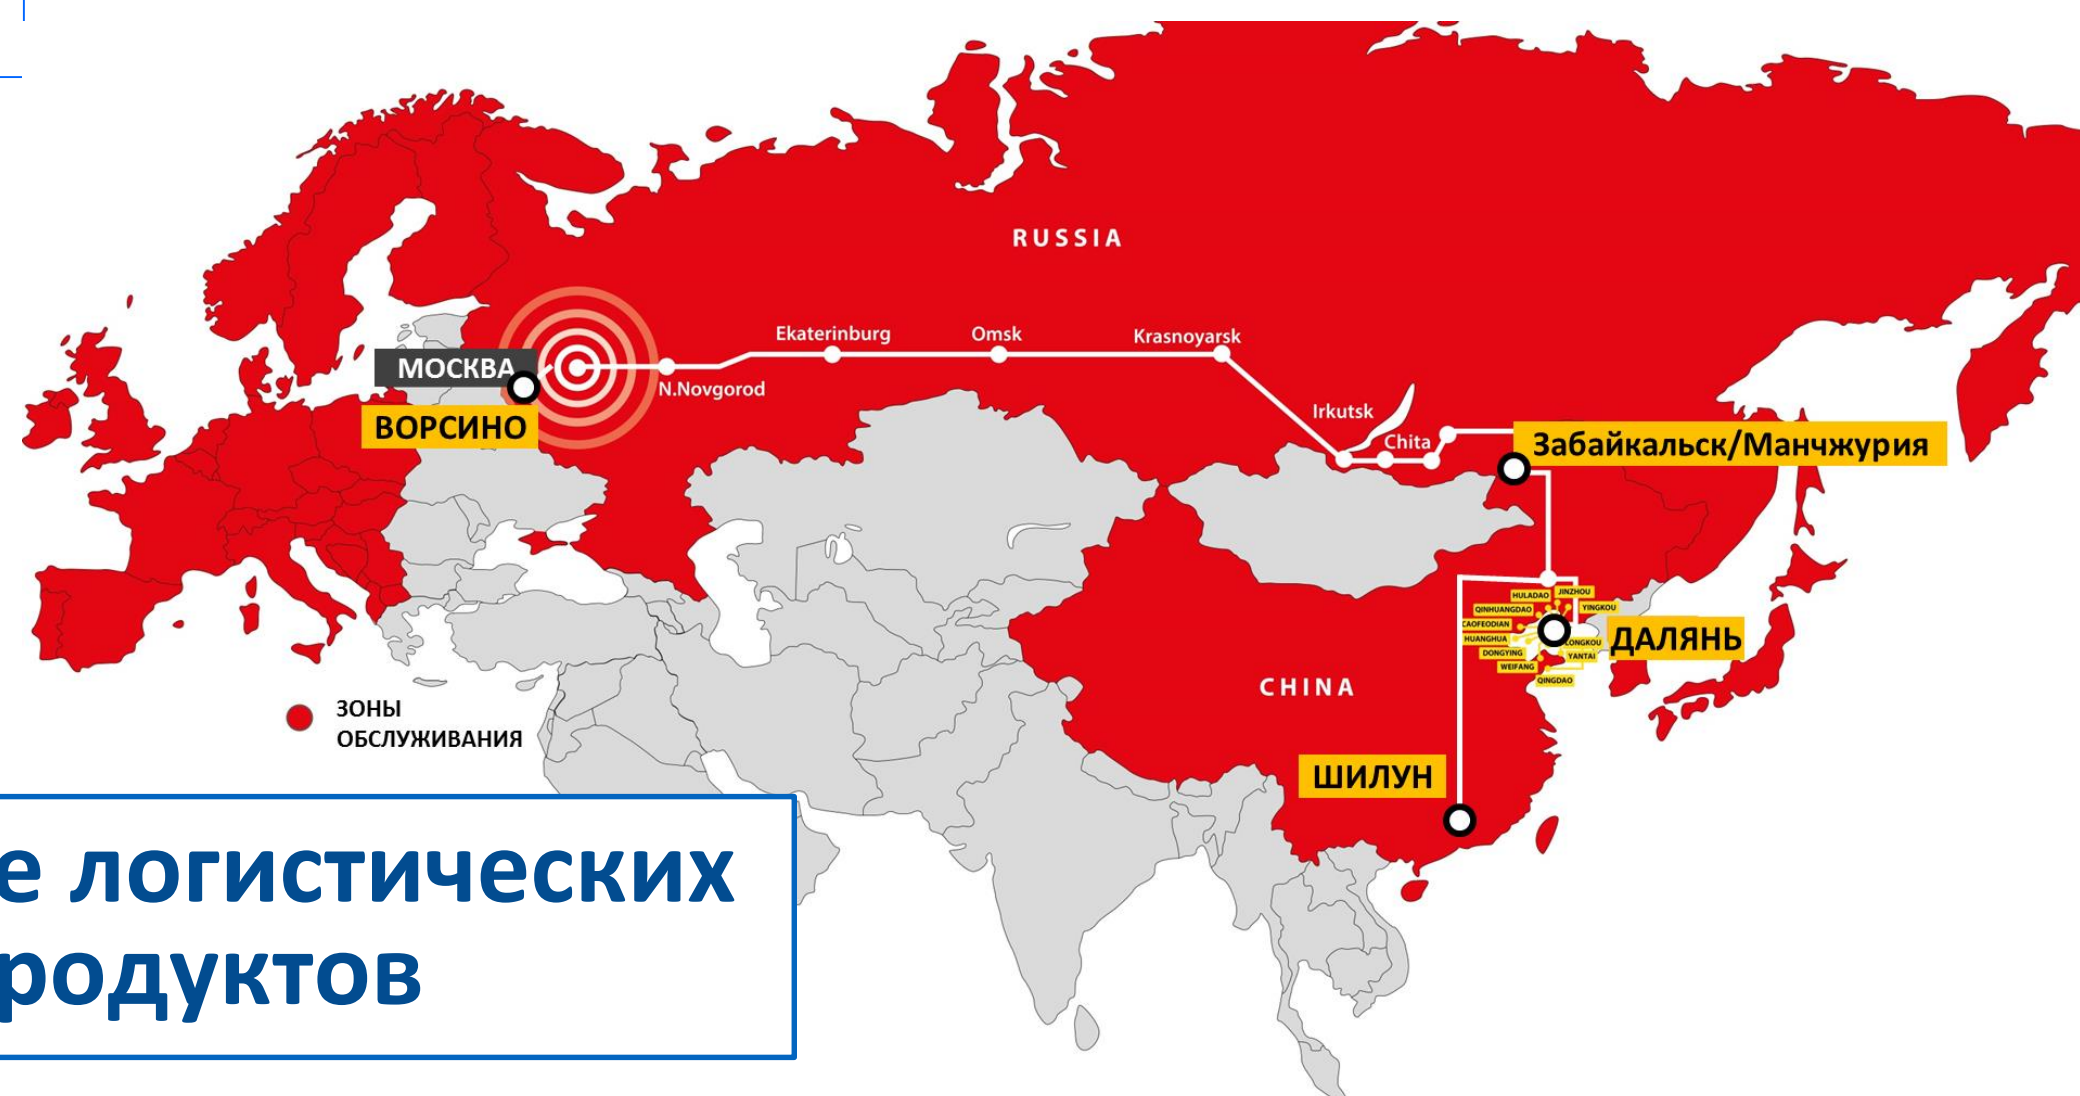 RUSSIA
Ekaterinburg
Omsk
Krasnoyarsk
МОСКВА
N.Novgorod
Irkutsk
ВОРСИНО
Chita
Забайкальск/Манчжурия
HULADAO
JINZHOU
QINHUANGDAO
YINGKOU
CAOFEODIAN
HUANGHUA
LONGKOU
ДАЛЯНЬ
DONGYING
YANTAI
WEIFANG
QINGDAO
CHINA
ЗОНЫ
ОБСЛУЖИВАНИЯ
ШИЛУН
е логистических
родуктов